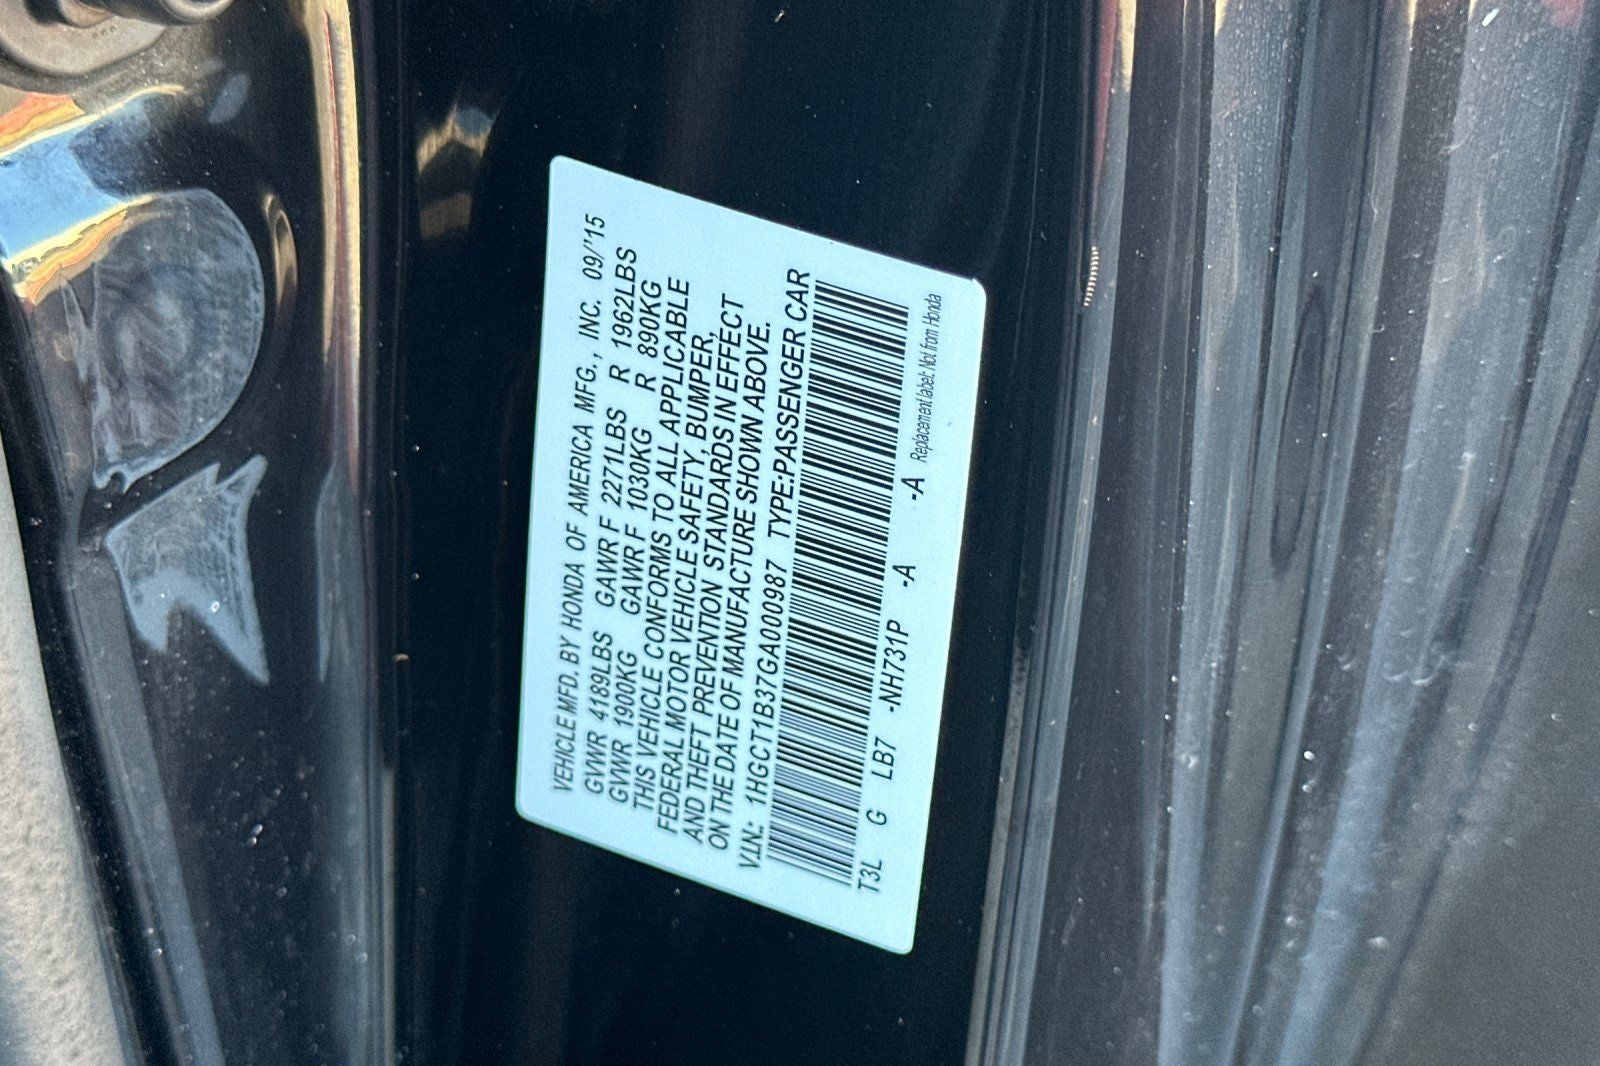 VEHICLE MFD. BY HONDA OF AMERICA MFG., INC. 09/'15
GVWR 4189LBS GAWR F 2271LBS R 1962LBS
GVWR 1900KG GAWR F 1030KG R 890KG
THIS VEHICLE CONFORMS TO ALL APPLICABLE
FEDERAL MOTOR VEHICLE SAFETY, BUMPER,
AND THEFT PREVENTION STANDARDS IN EFFECT
ON THE DATE OF MANUFACTURE SHOWN ABOVE.
V.I.N.: 1HGCT1B37GA000987 TYPE:PASSENGER CAR
T3L G LB7 -NH731P -A -A
Replacement label: Not from Honda